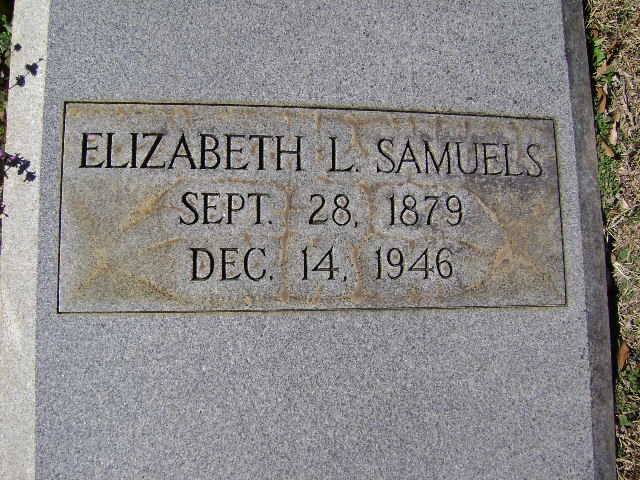 ELIZABETH L. SAMUELS
SEPT. 28, 1879
DEC. 14, 1946